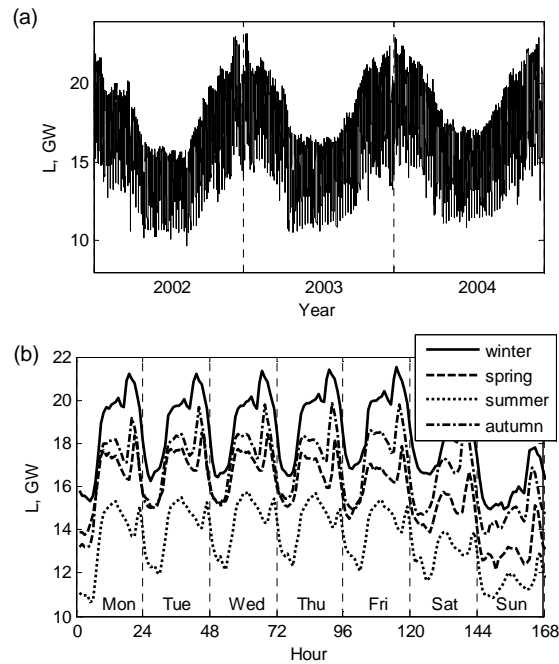 (a)
20
15
10
L, GW
2002 2003 2004
Year
(b)
22
20
18
16
14
12
10
L, GW
winter
spring
summer
autumn
Mon Tue Wed Thu Fri Sat Sun
0 24 48 72 96 120 144 168
Hour